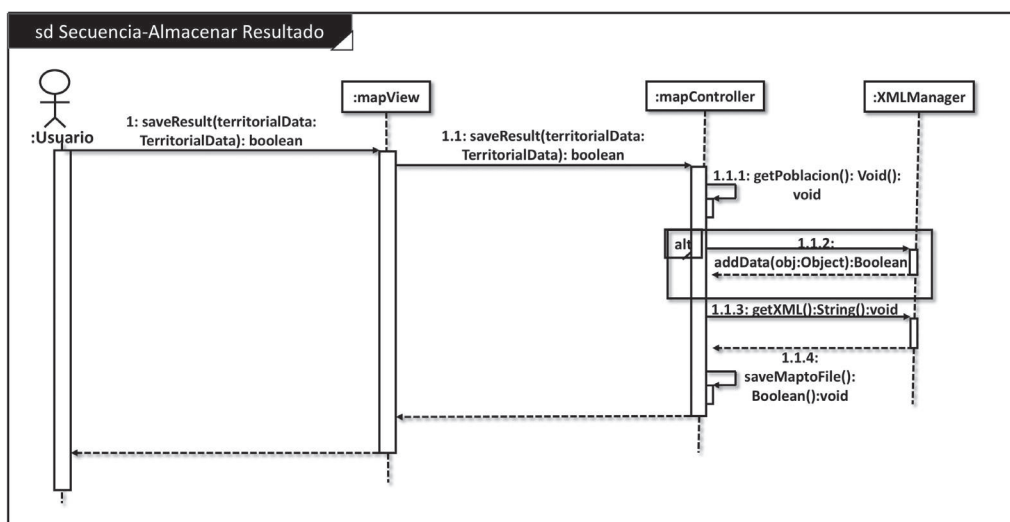 sd Secuencia-Almacenar Resultado
:Usuario
:mapView
:mapController
:XMLManager
1: saveResult(territorialData:
TerritorialData): boolean
1.1: saveResult(territorialData:
TerritorialData): boolean
1.1.1: getPoblacion(): Void():
void
alt
1.1.2:
addData(obj:Object):Boolean
1.1.3: getXML():String():void
1.1.4:
saveMaptoFile():
Boolean():void